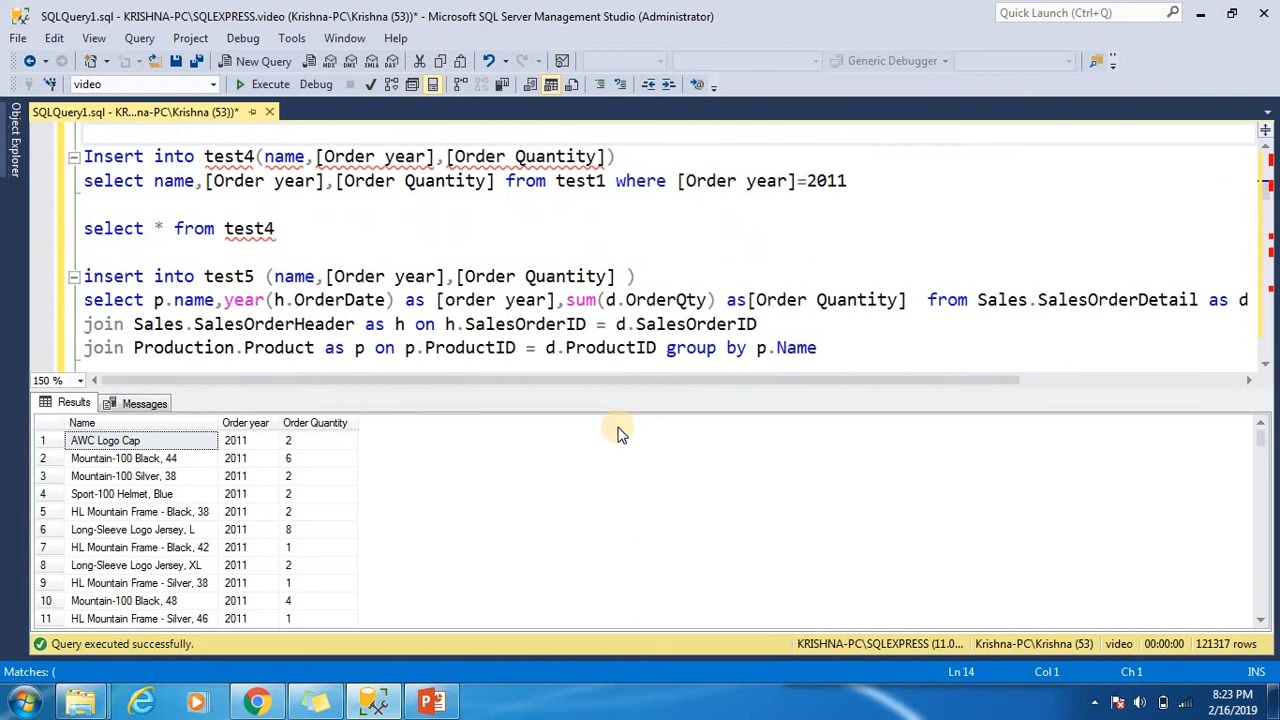 SQLQuery1.sql - KRISHNA-PC\SQLEXPRESS.video (Krishna-PC\Krishna (53))* - Microsoft SQL Server Management Studio (Administrator)
Quick Launch (Ctrl+Q)
File Edit View Query Project Debug Tools Window Help
New Query
Generic Debugger
video
Execute Debug
SQLQuery1.sql - KR...na-PC\Krishna (53))*
Object Explorer
Insert into test4(name,[Order year],[Order Quantity])
select name,[Order year],[Order Quantity] from test1 where [Order year]=2011
select * from test4
insert into test5 (name,[Order year],[Order Quantity] )
select p.name,year(h.OrderDate) as [order year],sum(d.OrderQty) as[Order Quantity]  from Sales.SalesOrderDetail as d
join Sales.SalesOrderHeader as h on h.SalesOrderID = d.SalesOrderID
join Production.Product as p on p.ProductID = d.ProductID group by p.Name
150 %
Results Messages
Name Order year Order Quantity
1 AWC Logo Cap 2011 2
2 Mountain-100 Black, 44 2011 6
3 Mountain-100 Silver, 38 2011 2
4 Sport-100 Helmet, Blue 2011 2
5 HL Mountain Frame - Black, 38 2011 2
6 Long-Sleeve Logo Jersey, L 2011 8
7 HL Mountain Frame - Black, 42 2011 1
8 Long-Sleeve Logo Jersey, XL 2011 2
9 HL Mountain Frame - Silver, 38 2011 1
10 Mountain-100 Black, 48 2011 4
11 HL Mountain Frame - Silver, 46 2011 1
Query executed successfully. KRISHNA-PC\SQLEXPRESS (11.0... Krishna-PC\Krishna (53) video 00:00:00 121317 rows
Matches: ( Ln 14 Col 1 Ch 1 INS
8:23 PM
2/16/2019